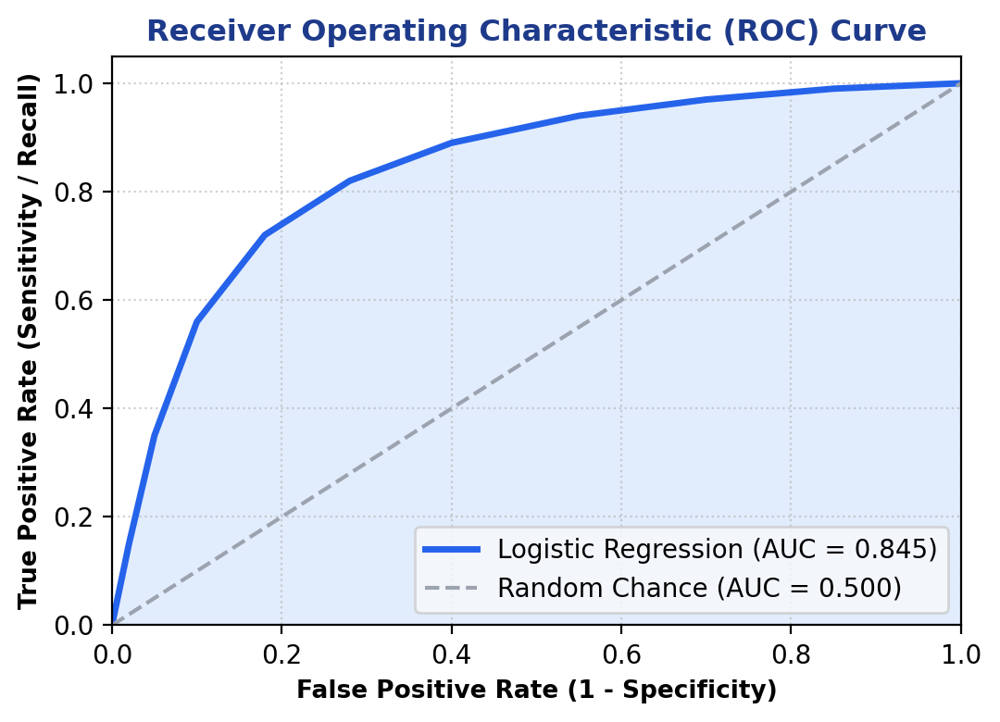 Receiver Operating Characteristic (ROC) Curve
True Positive Rate (Sensitivity / Recall)
1.0
0.8
0.6
0.4
0.2
0.0
Logistic Regression (AUC = 0.845)
Random Chance (AUC = 0.500)
0.0 0.2 0.4 0.6 0.8 1.0
False Positive Rate (1 - Specificity)